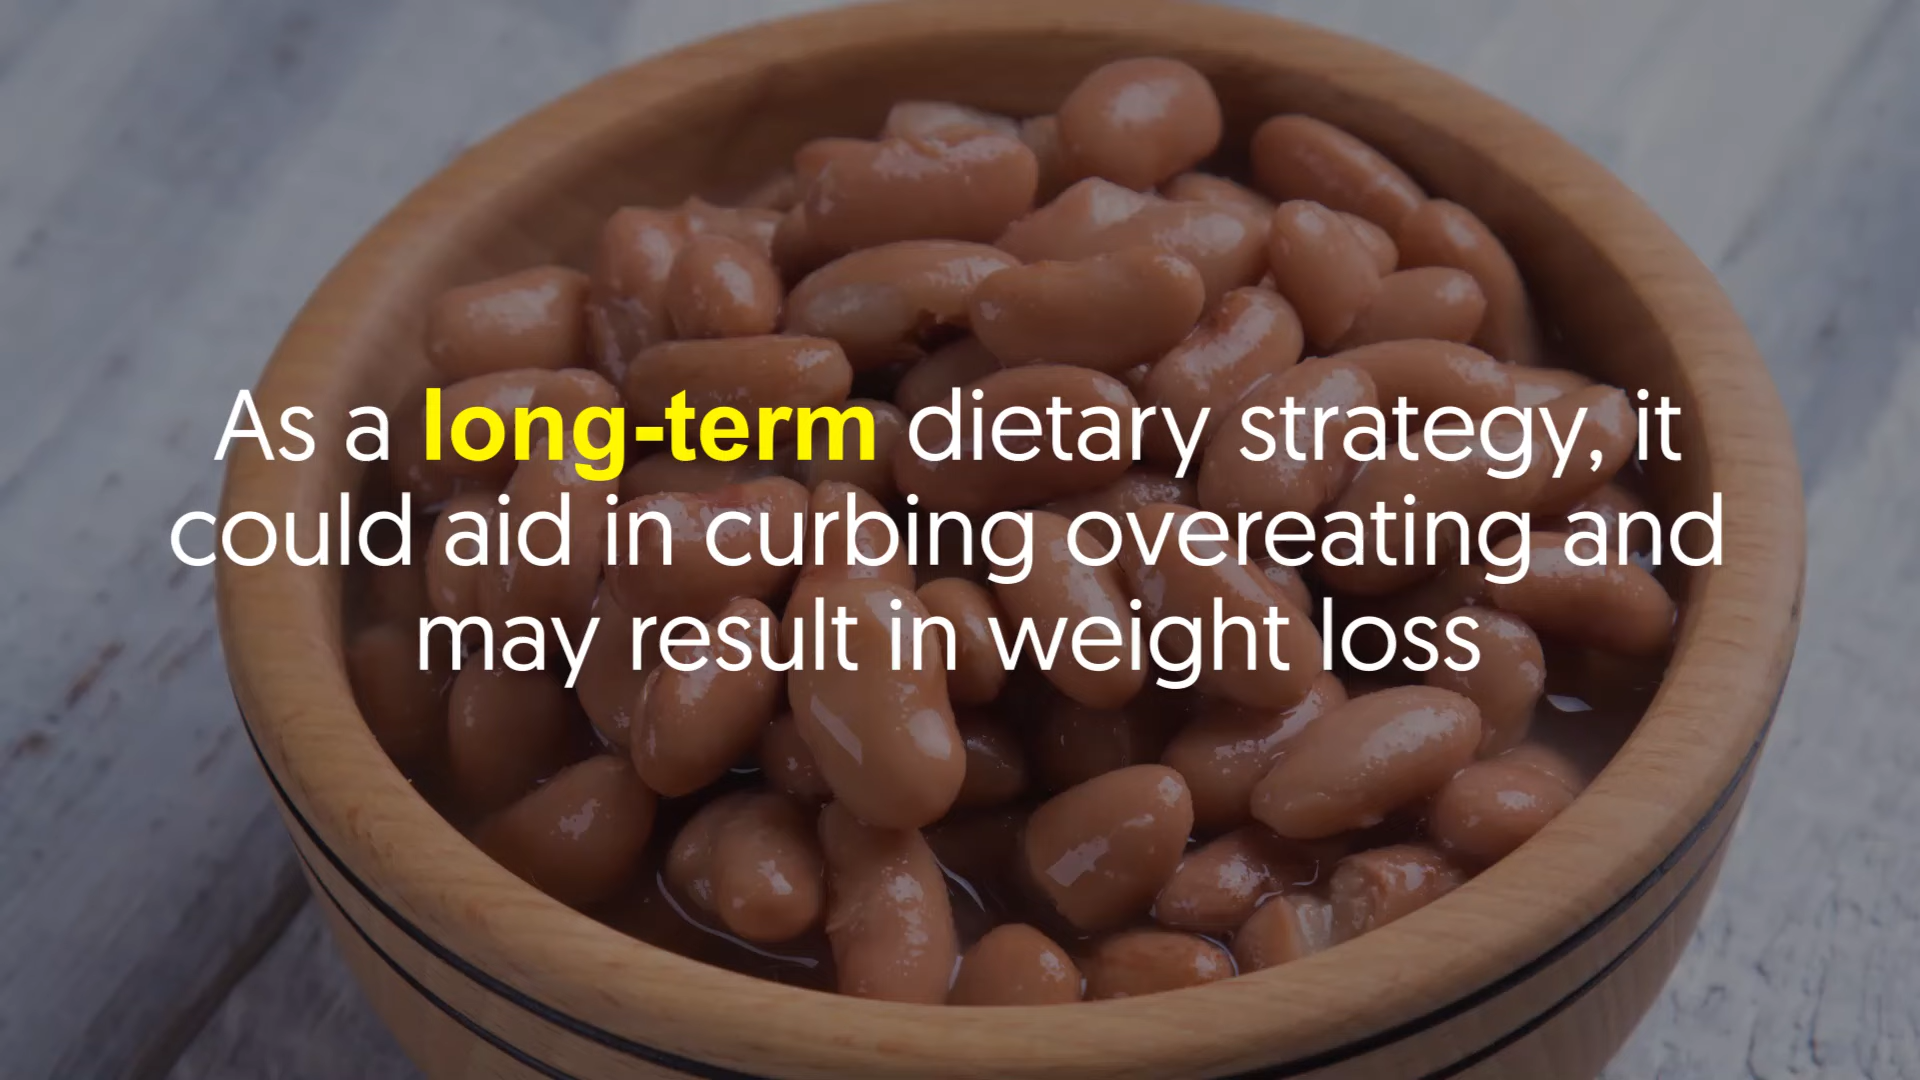 As a long-term dietary strategy, it
could aid in curbing overeating and
may result in weight loss